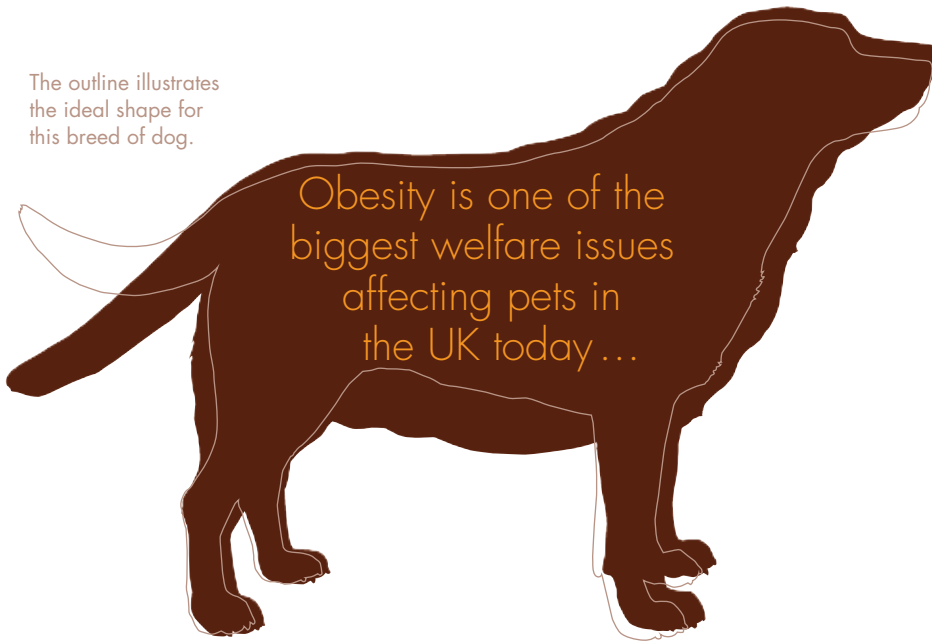 The outline illustrates
the ideal shape for
this breed of dog.
Obesity is one of the
biggest welfare issues
affecting pets in
the UK today ...